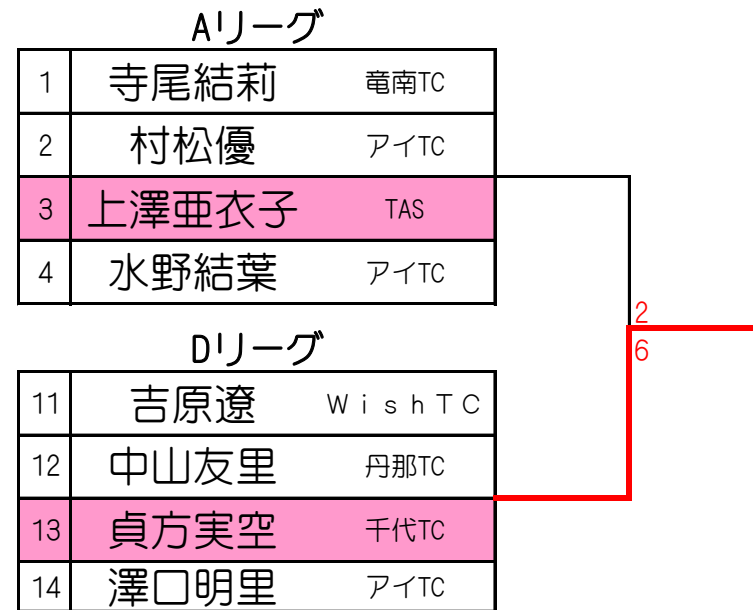 Aリーグ
1 寺尾結莉 竜南TC
2 村松優 アイTC
3 上澤亜衣子 TAS
4 水野結葉 アイTC
2
6
Dリーグ
11 吉原遼 ＷｉｓｈＴＣ
12 中山友里 丹那TC
13 貞方実空 千代TC
14 澤口明里 アイTC